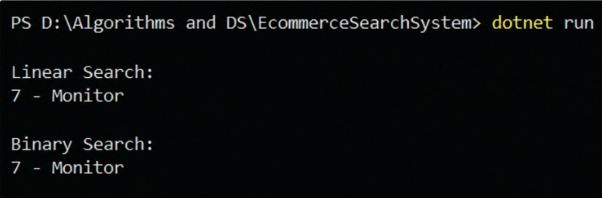 PS D:\Algorithms and DS\EcommerceSearchSystem> dotnet run
Linear Search:
7 - Monitor
Binary Search:
7 - Monitor